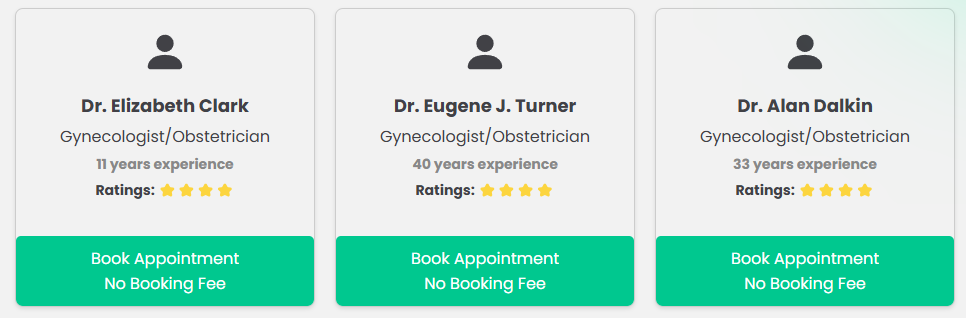 Dr. Elizabeth Clark
Gynecologist/Obstetrician
11 years experience
Ratings:
Book Appointment
No Booking Fee
Dr. Eugene J. Turner
Gynecologist/Obstetrician
40 years experience
Ratings:
Book Appointment
No Booking Fee
Dr. Alan Dalkin
Gynecologist/Obstetrician
33 years experience
Ratings:
Book Appointment
No Booking Fee